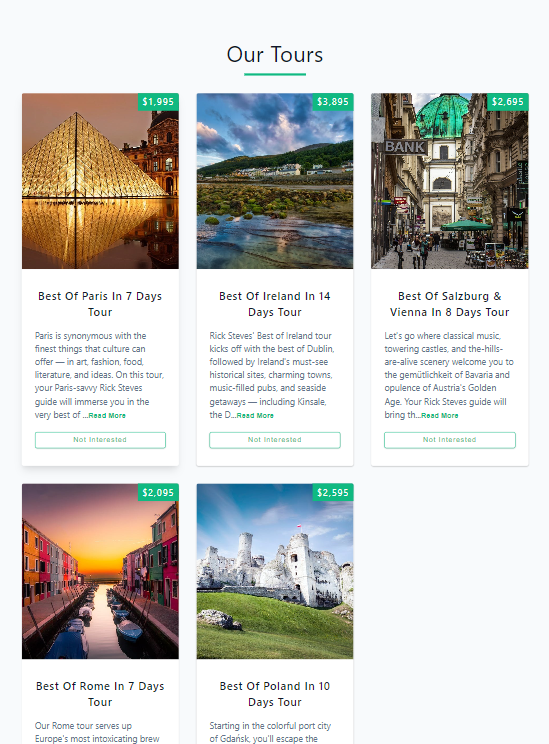 Our Tours
$1,995
Best Of Paris In 7 Days
Tour
Paris is synonymous with the
finest things that culture can
offer — in art, fashion, food,
literature, and ideas. On this tour,
your Paris-savvy Rick Steves
guide will immerse you in the
very best of ...Read More
Not Interested
$3,895
Best Of Ireland In 14
Days Tour
Rick Steves' Best of Ireland tour
kicks off with the best of Dublin,
followed by Ireland's must-see
historical sites, charming towns,
music-filled pubs, and seaside
getaways — including Kinsale,
the D...Read More
Not Interested
$2,695
BANK
Best Of Salzburg &
Vienna In 8 Days Tour
Let's go where classical music,
towering castles, and the-hills-
are-alive scenery welcome you to
the gemütlichkeit of Bavaria and
opulence of Austria's Golden
Age. Your Rick Steves guide will
bring th...Read More
Not Interested
$2,095
Best Of Rome In 7 Days
Tour
Our Rome tour serves up
Europe's most intoxicating brew
$2,595
Best Of Poland In 10
Days Tour
Starting in the colorful port city
of Gdańsk, you'll escape the